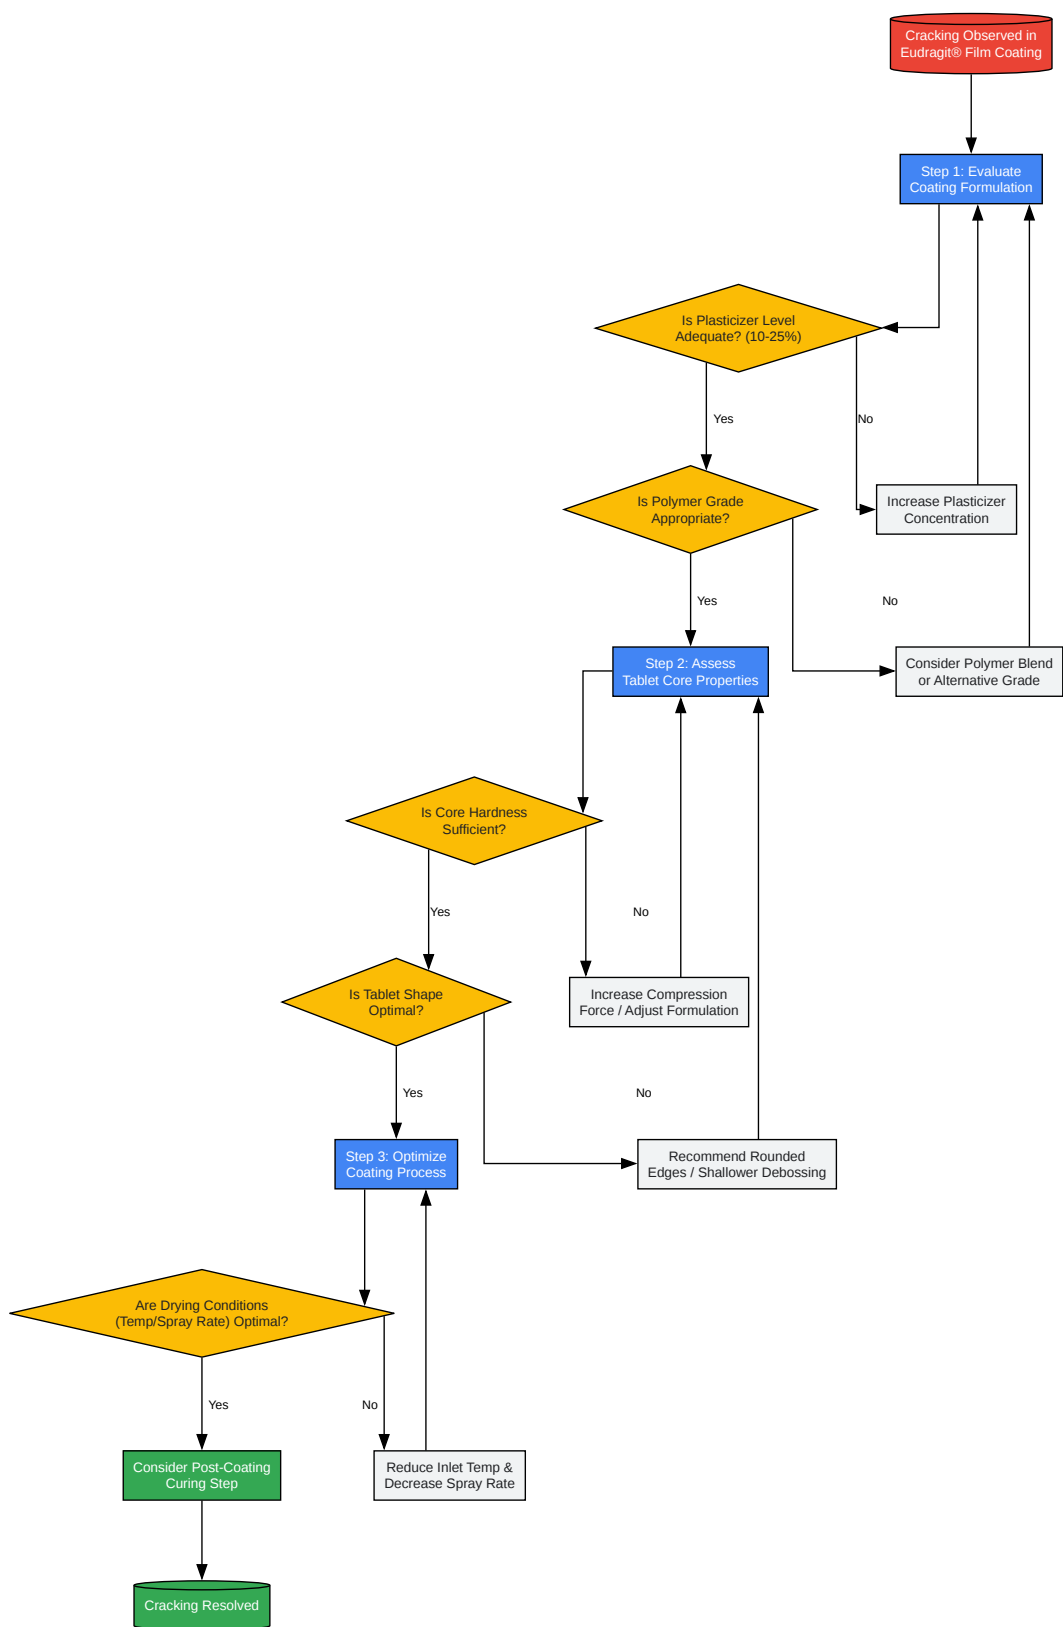 Cracking Observed in
Eudragit® Film Coating
Step 1: Evaluate
Coating Formulation
Is Plasticizer Level
Adequate? (10-25%)
Yes
No
Is Polymer Grade
Appropriate?
Increase Plasticizer
Concentration
Yes
No
Step 2: Assess
Tablet Core Properties
Consider Polymer Blend
or Alternative Grade
Is Core Hardness
Sufficient?
Yes
No
Is Tablet Shape
Optimal?
Increase Compression
Force / Adjust Formulation
Yes
No
Step 3: Optimize
Coating Process
Recommend Rounded
Edges / Shallower Debossing
Are Drying Conditions
(Temp/Spray Rate) Optimal?
Yes
No
Consider Post-Coating
Curing Step
Reduce Inlet Temp &
Decrease Spray Rate
Cracking Resolved